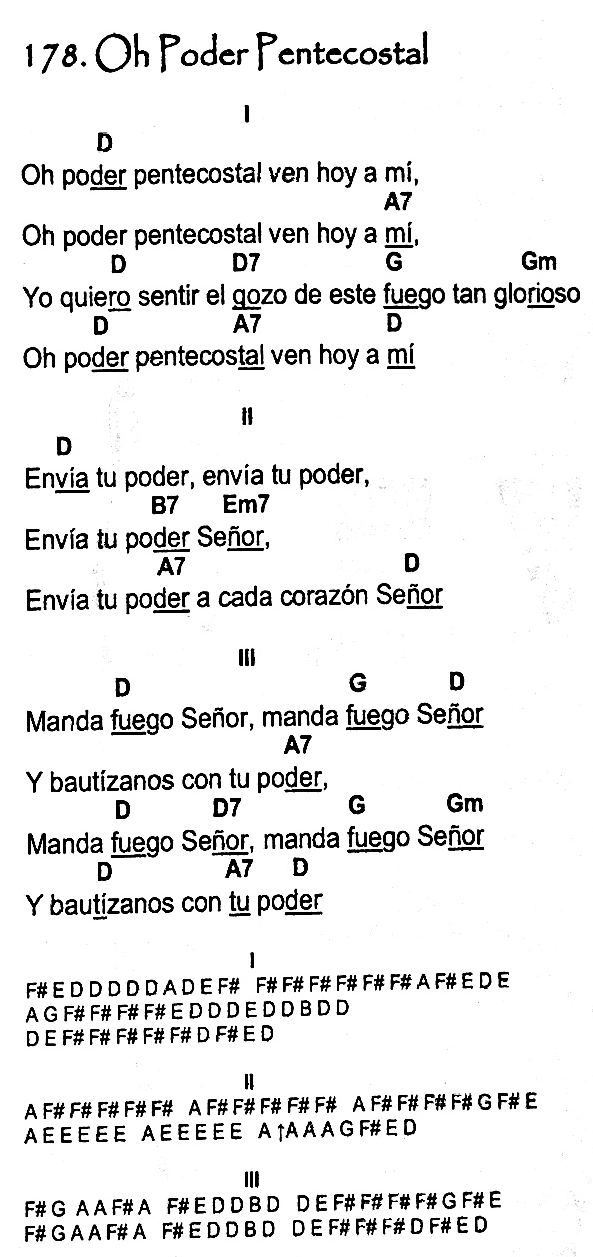 178. Oh Poder Pentecostal
I
D
Oh poder pentecostal ven hoy a mí,
A7
Oh poder pentecostal ven hoy a mí,
D D7 G Gm
Yo quiero sentir el gozo de este fuego tan glorioso
D A7 D
Oh poder pentecostal ven hoy a mí
II
D
Envía tu poder, envía tu poder,
B7 Em7
Envía tu poder Señor,
A7 D
Envía tu poder a cada corazón Señor
III
D G D
Manda fuego Señor, manda fuego Señor
A7
Y bautízanos con tu poder,
D D7 G Gm
Manda fuego Señor, manda fuego Señor
D A7 D
Y bautízanos con tu poder
I
F# E D D D D D A D E F# F# F# F# F# F# F# A F# E D E
A G F# F# F# F# E D D D E D D B D D
D E F# F# F# F# F# D F# E D
II
A F# F# F# F# F# A F# F# F# F# F# A F# F# F# F# G F# E
A E E E E E A E E E E E A ↑A A A G F# E D
III
F# G A A F# A F# E D D B D D E F# F# F# F# G F# E
F# G A A F# A F# E D D B D D E F# F# F# D F# E D